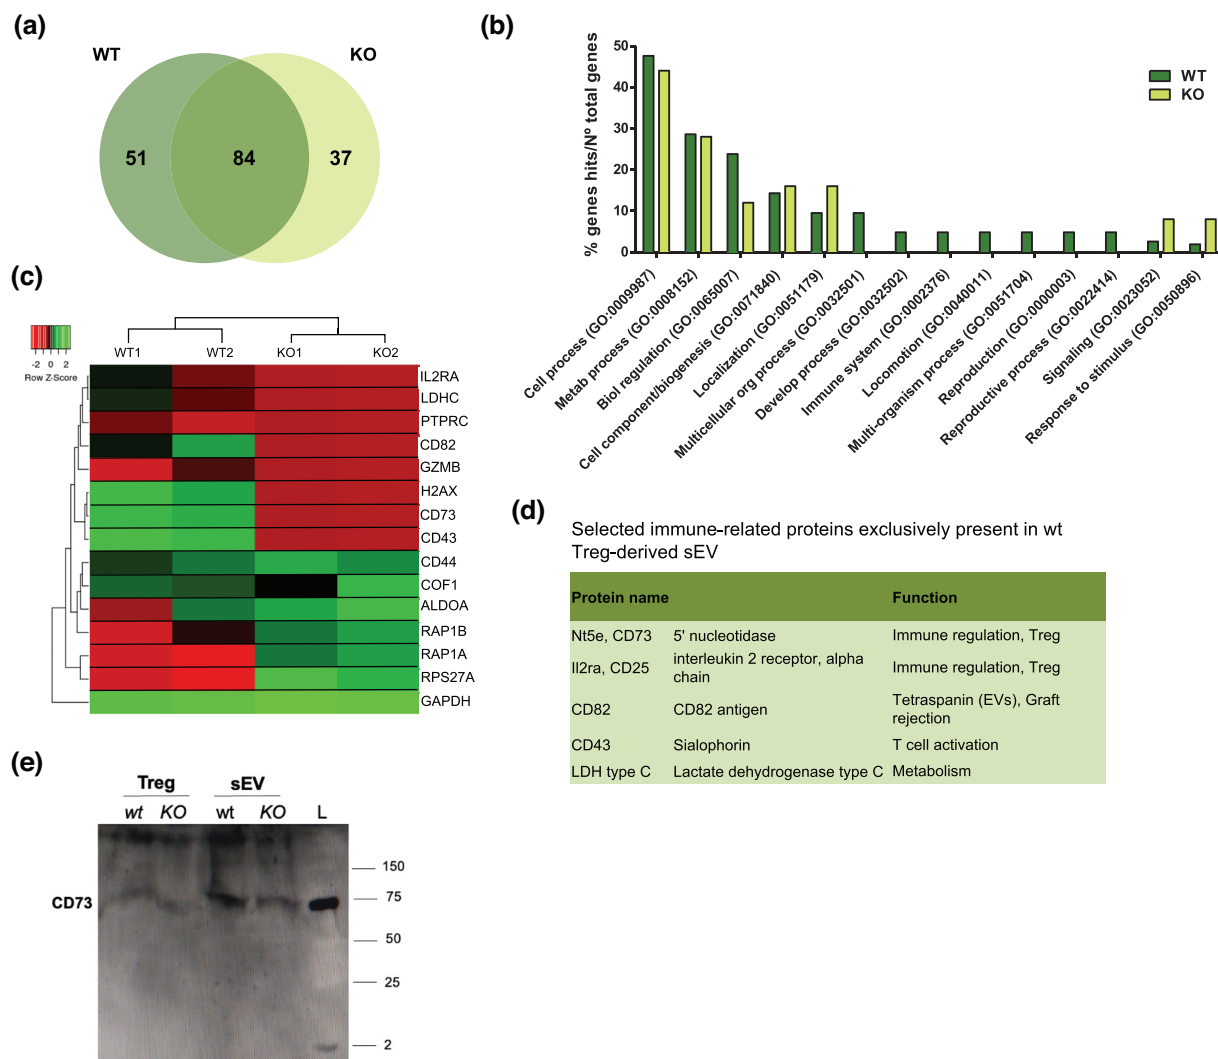 (a)
WT
KO
51
84
37
(b)
% genes hits/Nº total genes
50
40
30
20
10
0
WT
KO
Cell process (GO:0009987)
Metab process (GO:0008152)
Biol regulation (GO:0065007)
Cell component/biogenesis (GO:0071840)
Localization (GO:0051179)
Multicellular org process (GO:0032501)
Develop process (GO:0032502)
Immune system (GO:0002376)
Locomotion (GO:0040011)
Multi-organism process (GO:0051704)
Reproduction (GO:0000003)
Reproductive process (GO:0022414)
Signaling (GO:0023052)
Response to stimulus (GO:0050896)
(c)
-2 0 2
Row Z-Score
WT1 WT2 KO1 KO2
IL2RA
LDHC
PTPRC
CD82
GZMB
H2AX
CD73
CD43
CD44
COF1
ALDOA
RAP1B
RAP1A
RPS27A
GAPDH
(d)
Selected immune-related proteins exclusively present in wt
Treg-derived sEV
Protein name Function
Nt5e, CD73 5' nucleotidase Immune regulation, Treg
Il2ra, CD25 interleukin 2 receptor, alpha chain Immune regulation, Treg
CD82 CD82 antigen Tetraspanin (EVs), Graft rejection
CD43 Sialophorin T cell activation
LDH type C Lactate dehydrogenase type C Metabolism
(e)
Treg sEV
wt KO wt KO L
CD73
150
75
50
25
2